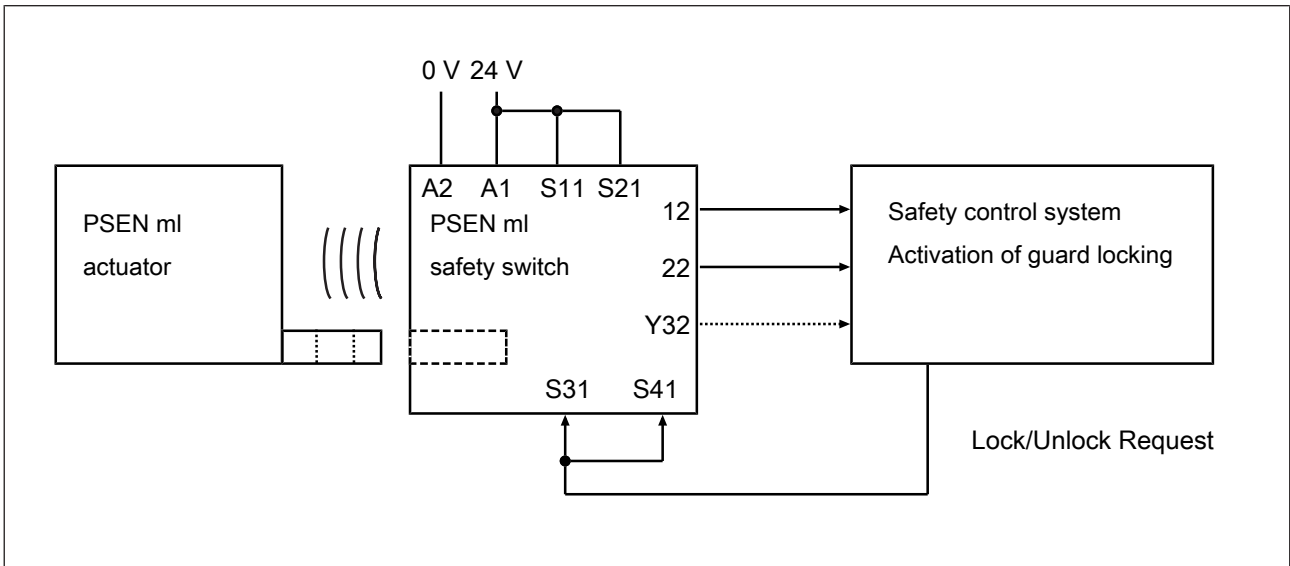 0 V 24 V
A2 A1 S11 S21
PSEN ml
actuator
PSEN ml
safety switch
12
22
Y32
S31 S41
Safety control system
Activation of guard locking
Lock/Unlock Request